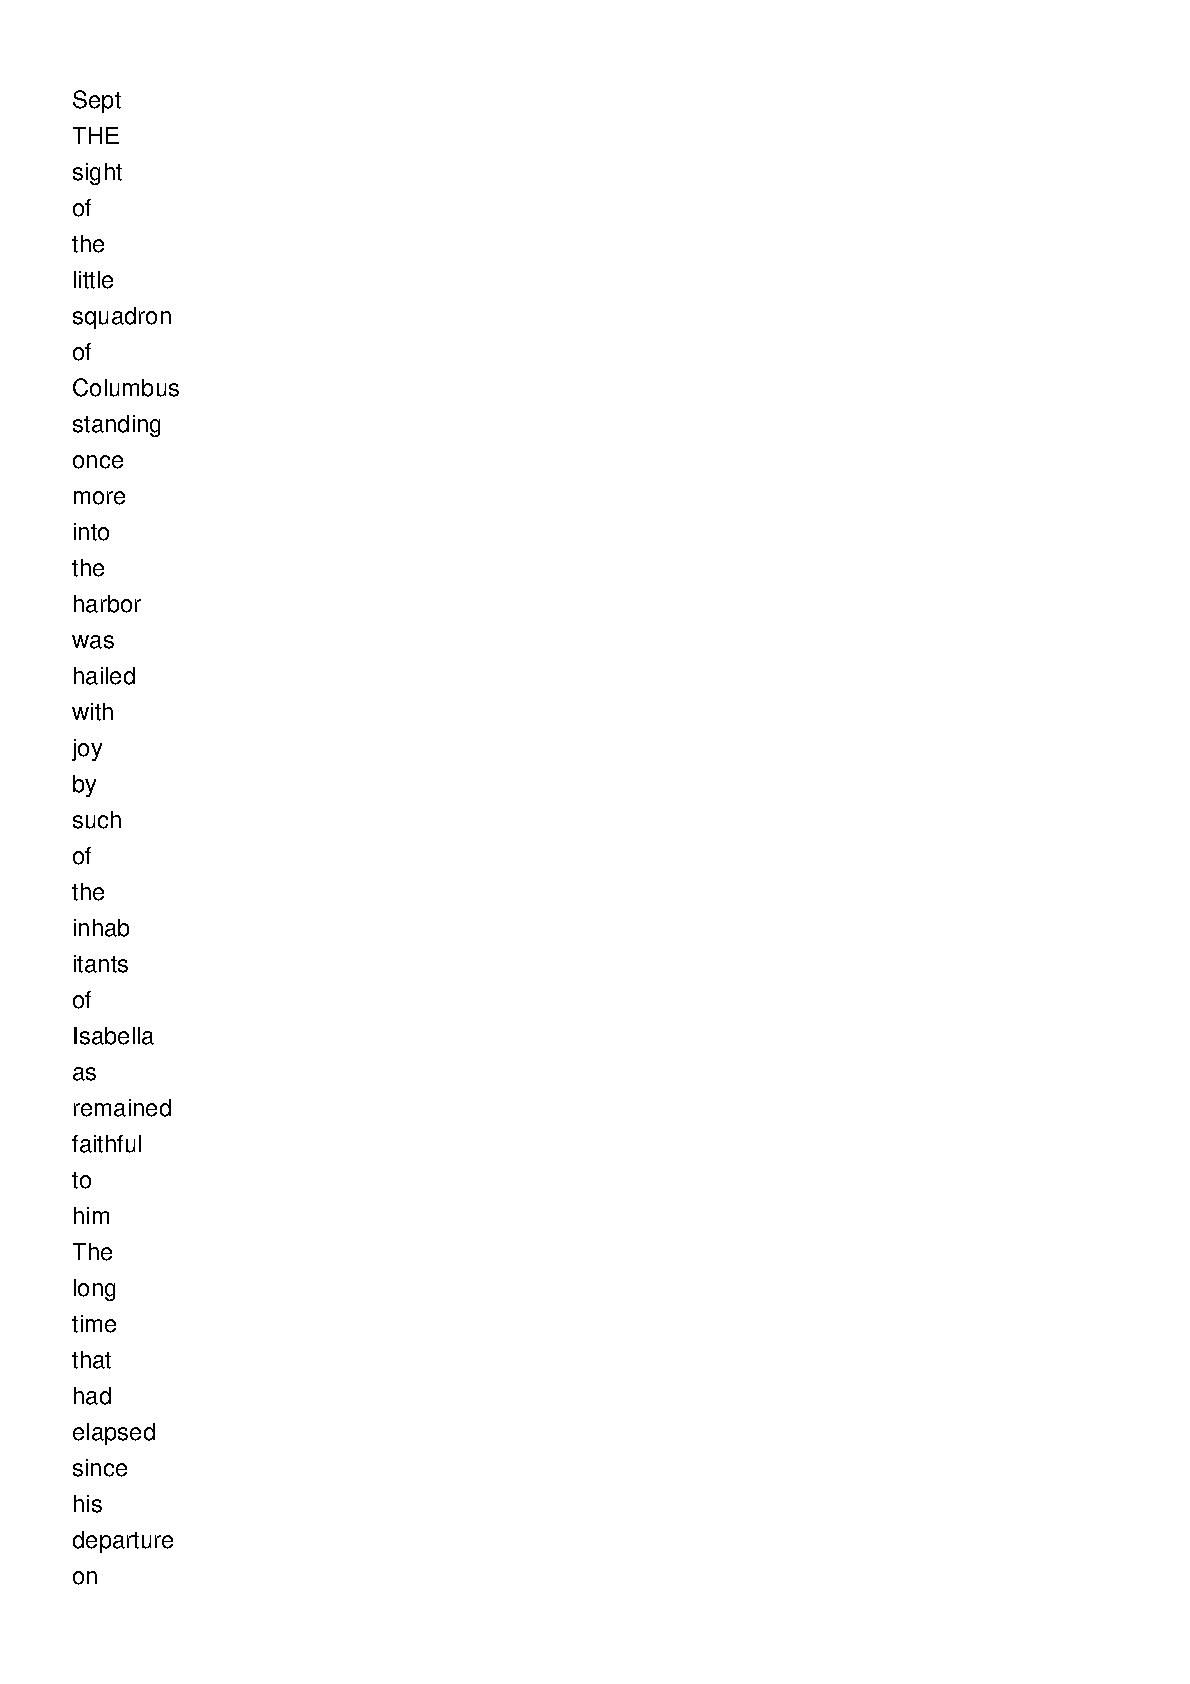 Sept
THE
sight
of
the
little
squadron
of
Columbus
standing
once
more
into
the
harbor
was
hailed
with
joy
by
such
of
the
inhab
itants
of
Isabella
as
remained
faithful
to
him
The
long
time
that
had
elapsed
since
his
departure
on